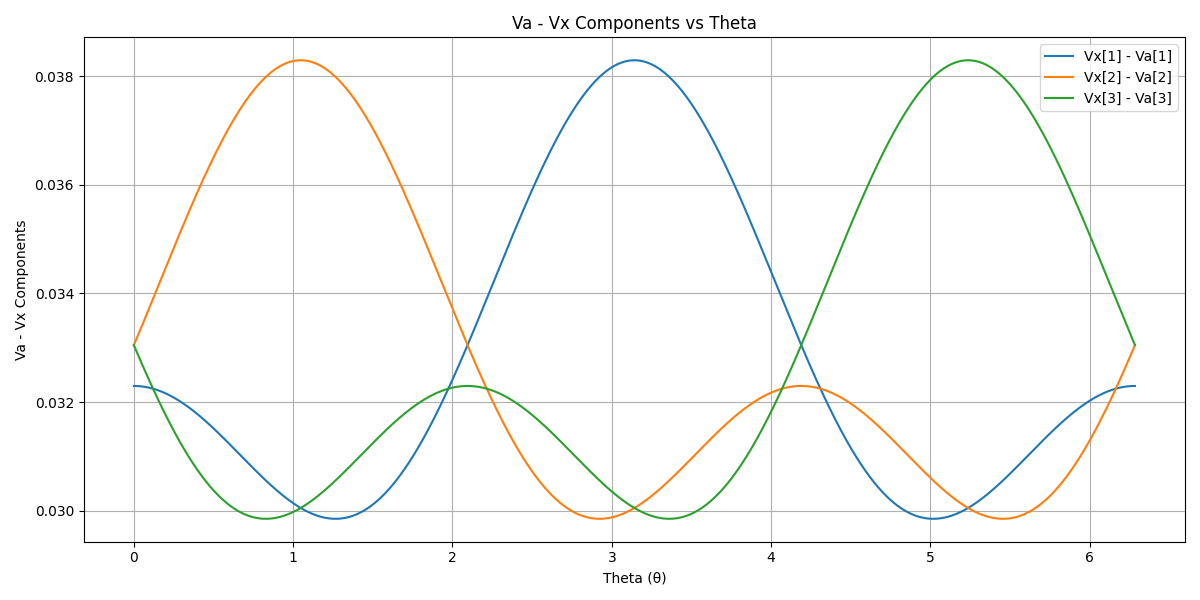 Va - Vx Components vs Theta
Vx[1] - Va[1]
Vx[2] - Va[2]
Vx[3] - Va[3]
Va - Vx Components
0.038
0.036
0.034
0.032
0.030
0 1 2 3 4 5 6
Theta (θ)